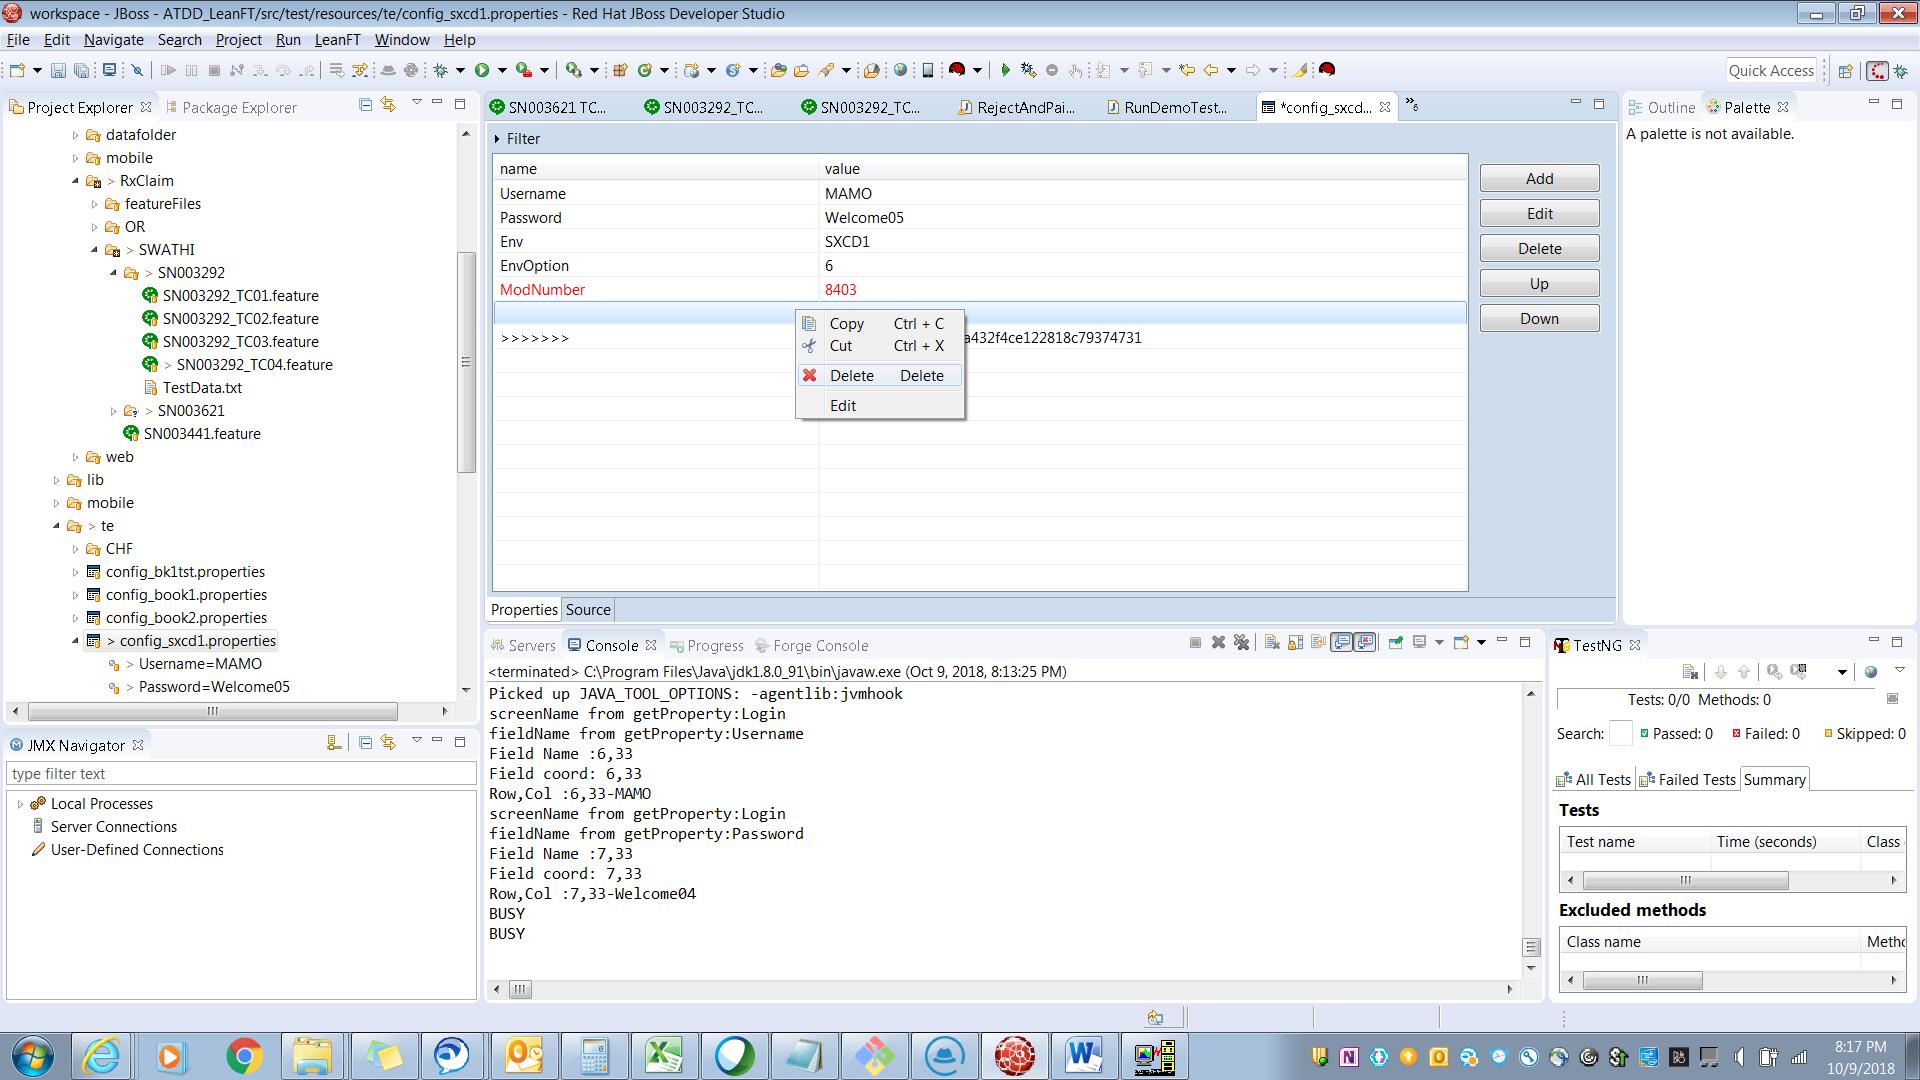 workspace - JBoss - ATDD_LeanFT/src/test/resources/te/config_sxcd1.properties - Red Hat JBoss Developer Studio
File Edit Navigate Search Project Run LeanFT Window Help
Quick Access
Project Explorer
Package Explorer
datafolder
mobile
> RxClaim
featureFiles
OR
> SWATHI
> SN003292
SN003292_TC01.feature
SN003292_TC02.feature
SN003292_TC03.feature
> SN003292_TC04.feature
TestData.txt
> SN003621
SN003441.feature
web
lib
mobile
> te
CHF
config_bk1tst.properties
config_book1.properties
config_book2.properties
> config_sxcd1.properties
> Username=MAMO
> Password=Welcome05
JMX Navigator
type filter text
Local Processes
Server Connections
User-Defined Connections
SN003621 TC...
SN003292_TC...
SN003292_TC...
RejectAndPai...
RunDemoTest...
*config_sxcd...
»6
Filter
name value
Username MAMO
Password Welcome05
Env SXCD1
EnvOption 6
ModNumber 8403
>>>>>>> a432f4ce122818c79374731
Copy Ctrl + C
Cut Ctrl + X
Delete Delete
Edit
Add
Edit
Delete
Up
Down
Properties Source
Outline
Palette
A palette is not available.
Servers
Console
Progress
Forge Console
<terminated> C:\Program Files\Java\jdk1.8.0_91\bin\javaw.exe (Oct 9, 2018, 8:13:25 PM)
Picked up JAVA_TOOL_OPTIONS: -agentlib:jvmhook
screenName from getProperty:Login
fieldName from getProperty:Username
Field Name :6,33
Field coord: 6,33
Row,Col :6,33-MAMO
screenName from getProperty:Login
fieldName from getProperty:Password
Field Name :7,33
Field coord: 7,33
Row,Col :7,33-Welcome04
BUSY
BUSY
TestNG
Tests: 0/0 Methods: 0
Search: Passed: 0 Failed: 0 Skipped: 0
All Tests Failed Tests Summary
Tests
Test name Time (seconds) Class
Excluded methods
Class name Metho
8:17 PM
10/9/2018